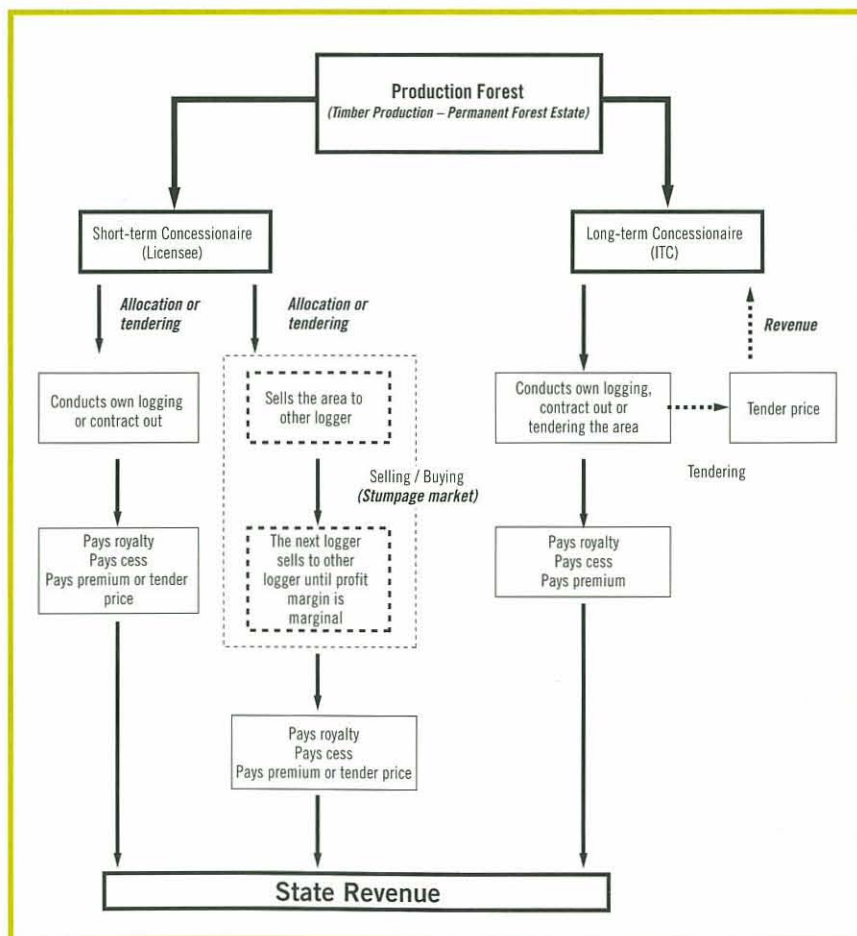 Production Forest
(Timber Production – Permanent Forest Estate)
Short-term Concessionaire
(Licensee)
Long-term Concessionaire
(ITC)
Allocation or
tendering
Allocation or
tendering
Revenue
Conducts own logging
or contract out
Sells the area to
other logger
Conducts own logging,
contract out or
tendering the area
Tender price
Selling / Buying
(Stumpage market)
Tendering
Pays royalty
Pays cess
Pays premium or tender
price
The next logger
sells to other
logger until profit
margin is
marginal
Pays royalty
Pays cess
Pays premium
Pays royalty
Pays cess
Pays premium or tender price
State Revenue